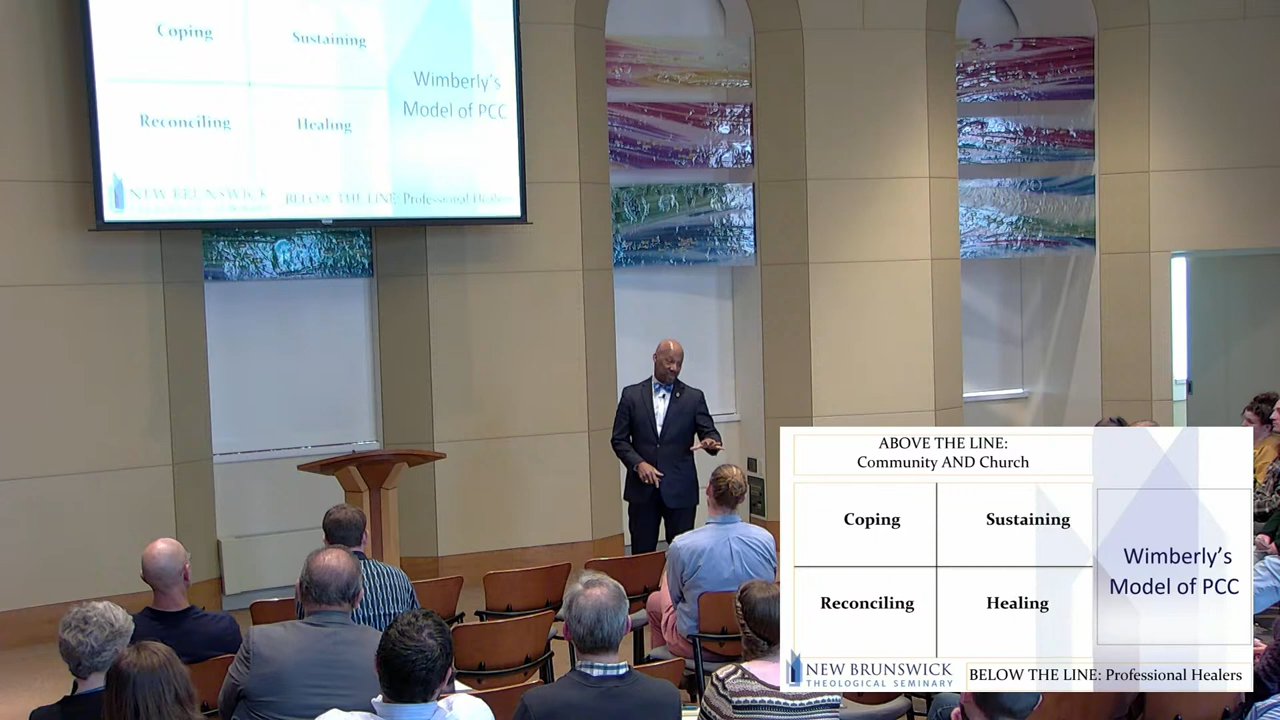 Coping
Sustaining
Wimberly's
Model of PCC
Reconciling
Healing
NEW BRUNSWICK
THEOLOGICAL SEMINARY
BELOW THE LINE: Professional Healers
ABOVE THE LINE:
Community AND Church
Coping
Sustaining
Wimberly's
Model of PCC
Reconciling
Healing
NEW BRUNSWICK
THEOLOGICAL SEMINARY
BELOW THE LINE: Professional Healers